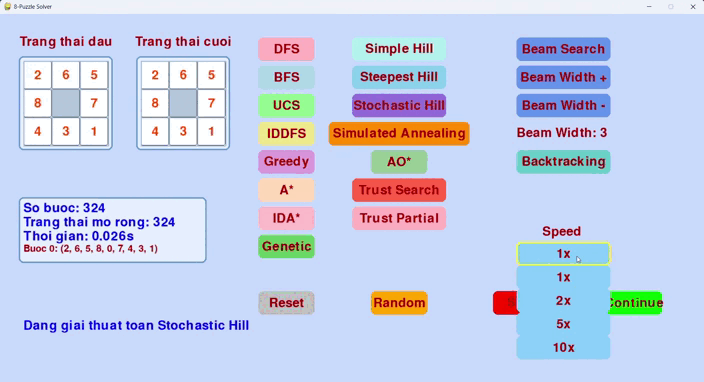 8-Puzzle Solver
Trang thai dau
Trang thai cuoi
2 6 5
8 7
4 3 1
2 6 5
8 7
4 3 1
So buoc: 324
Trang thai mo rong: 324
Thoi gian: 0.026s
Buoc 0: (2, 6, 5, 8, 0, 7, 4, 3, 1)
Dang giai thuat toan Stochastic Hill
DFS
BFS
UCS
IDDFS
Greedy
A*
IDA*
Genetic
Reset
Simple Hill
Steepest Hill
Stochastic Hill
Simulated Annealing
AO*
Trust Search
Trust Partial
Random
Beam Search
Beam Width +
Beam Width -
Beam Width: 3
Backtracking
Speed
1x
1x
2x
5x
10x
Continue